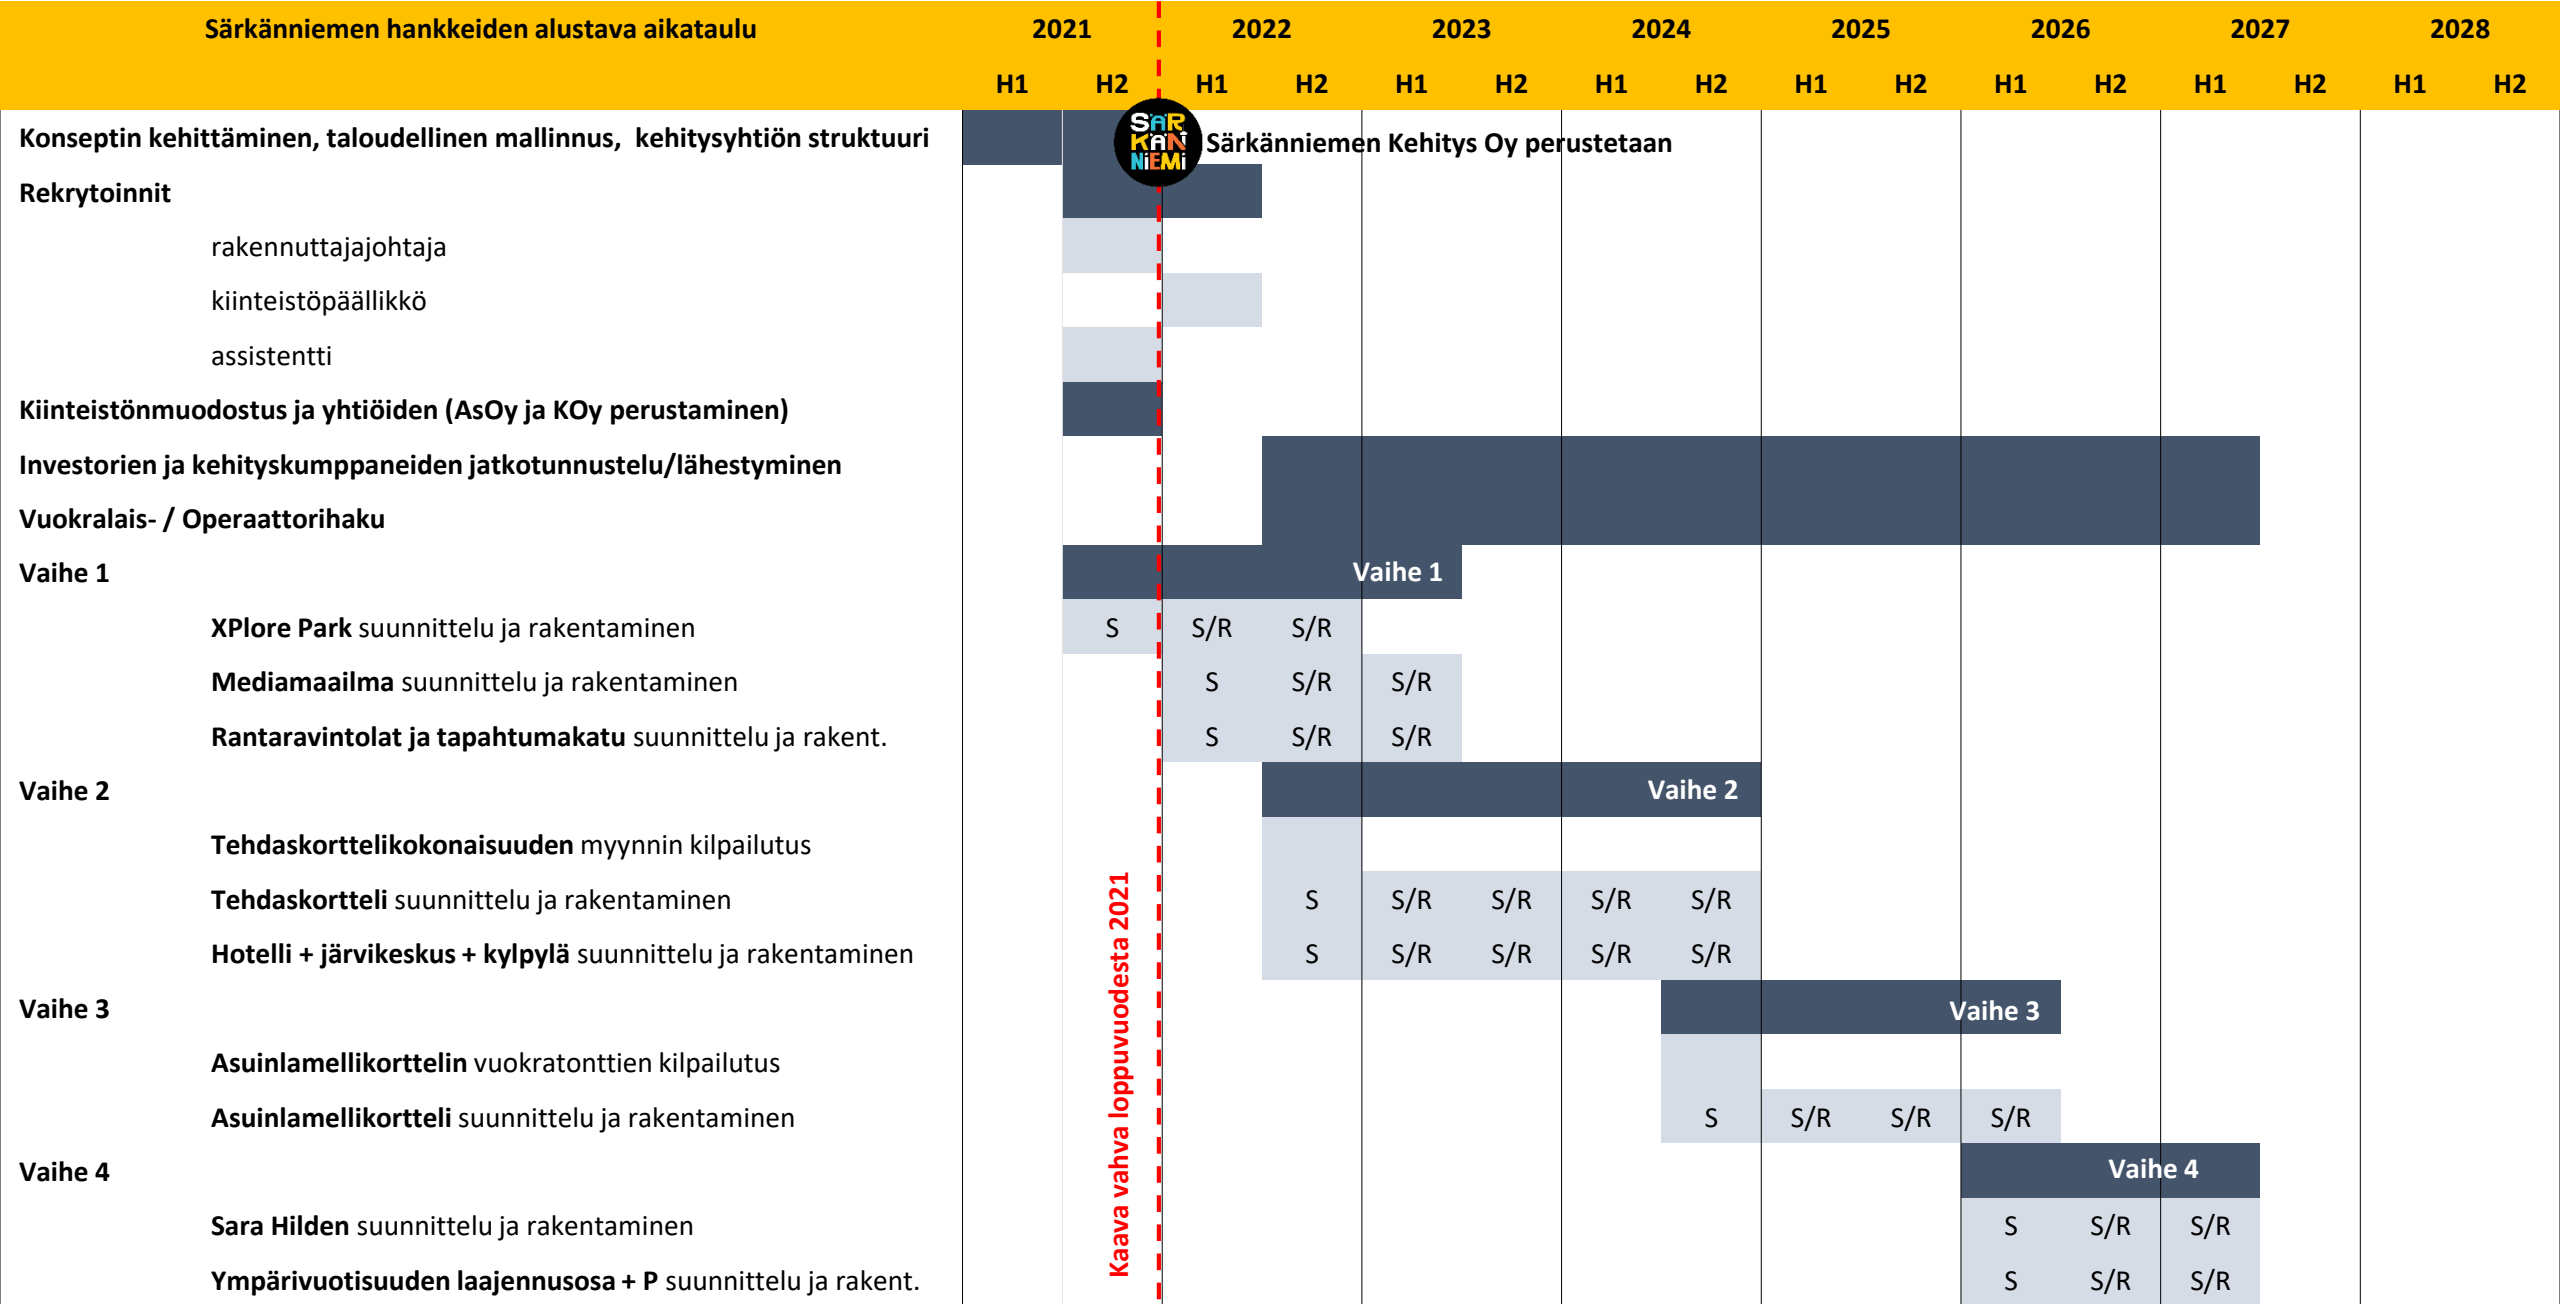 Särkänniemen hankkeiden alustava aikataulu 2021 2022 2023 2024 2025 2026 2027 2028
H1 H2 H1 H2 H1 H2 H1 H2 H1 H2 H1 H2 H1 H2 H1 H2
Konseptin kehittäminen, taloudellinen mallinnus, kehitysyhtiön struktuuri
SÄR
KÄN
NiEMi
Särkänniemen Kehitys Oy perustetaan
Rekrytoinnit
rakennuttajajohtaja
kiinteistöpäällikkö
assistentti
Kiinteistönmuodostus ja yhtiöiden (AsOy ja KOy perustaminen)
Investorien ja kehityskumppaneiden jatkotunnustelu/lähestyminen
Vuokralais- / Operaattorihaku
Vaihe 1 Vaihe 1
XPlore Park suunnittelu ja rakentaminen S S/R S/R
Mediamaailma suunnittelu ja rakentaminen S S/R S/R
Rantaravintolat ja tapahtumakatu suunnittelu ja rakent. S S/R S/R
Vaihe 2 Vaihe 2
Tehdaskorttelikokonaisuuden myynnin kilpailutus
Tehdaskortteli suunnittelu ja rakentaminen S S/R S/R S/R S/R
Hotelli + järvikeskus + kylpylä suunnittelu ja rakentaminen S S/R S/R S/R S/R
Vaihe 3 Vaihe 3
Asuinlamellikorttelin vuokratonttien kilpailutus
Asuinlamellikortteli suunnittelu ja rakentaminen S S/R S/R S/R
Vaihe 4 Vaihe 4
Sara Hilden suunnittelu ja rakentaminen S S/R S/R
Ympärivuotisuuden laajennusosa + P suunnittelu ja rakent. S S/R S/R
Kaava vahva loppuvuodesta 2021